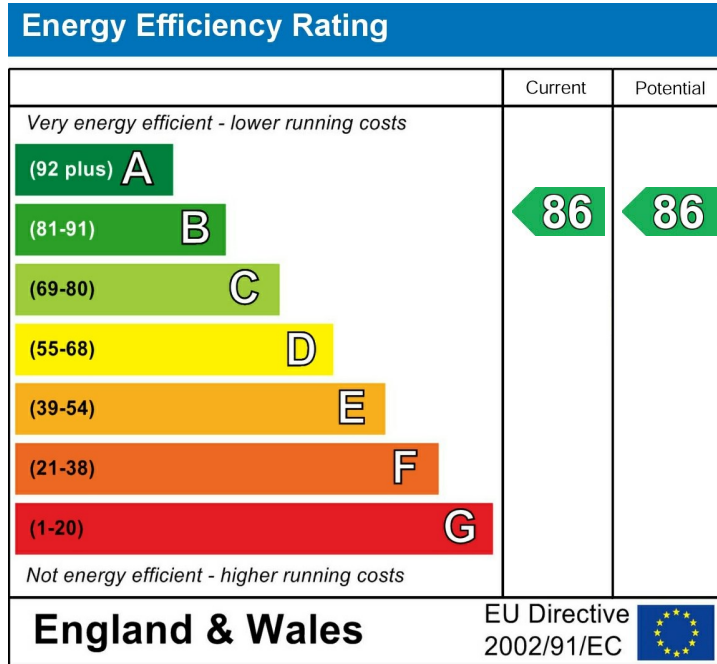 Energy Efficiency Rating
Current Potential
Very energy efficient - lower running costs
(92 plus) A
(81-91) B
86 86
(69-80) C
(55-68) D
(39-54) E
(21-38) F
(1-20) G
Not energy efficient - higher running costs
England & Wales
EU Directive
2002/91/EC